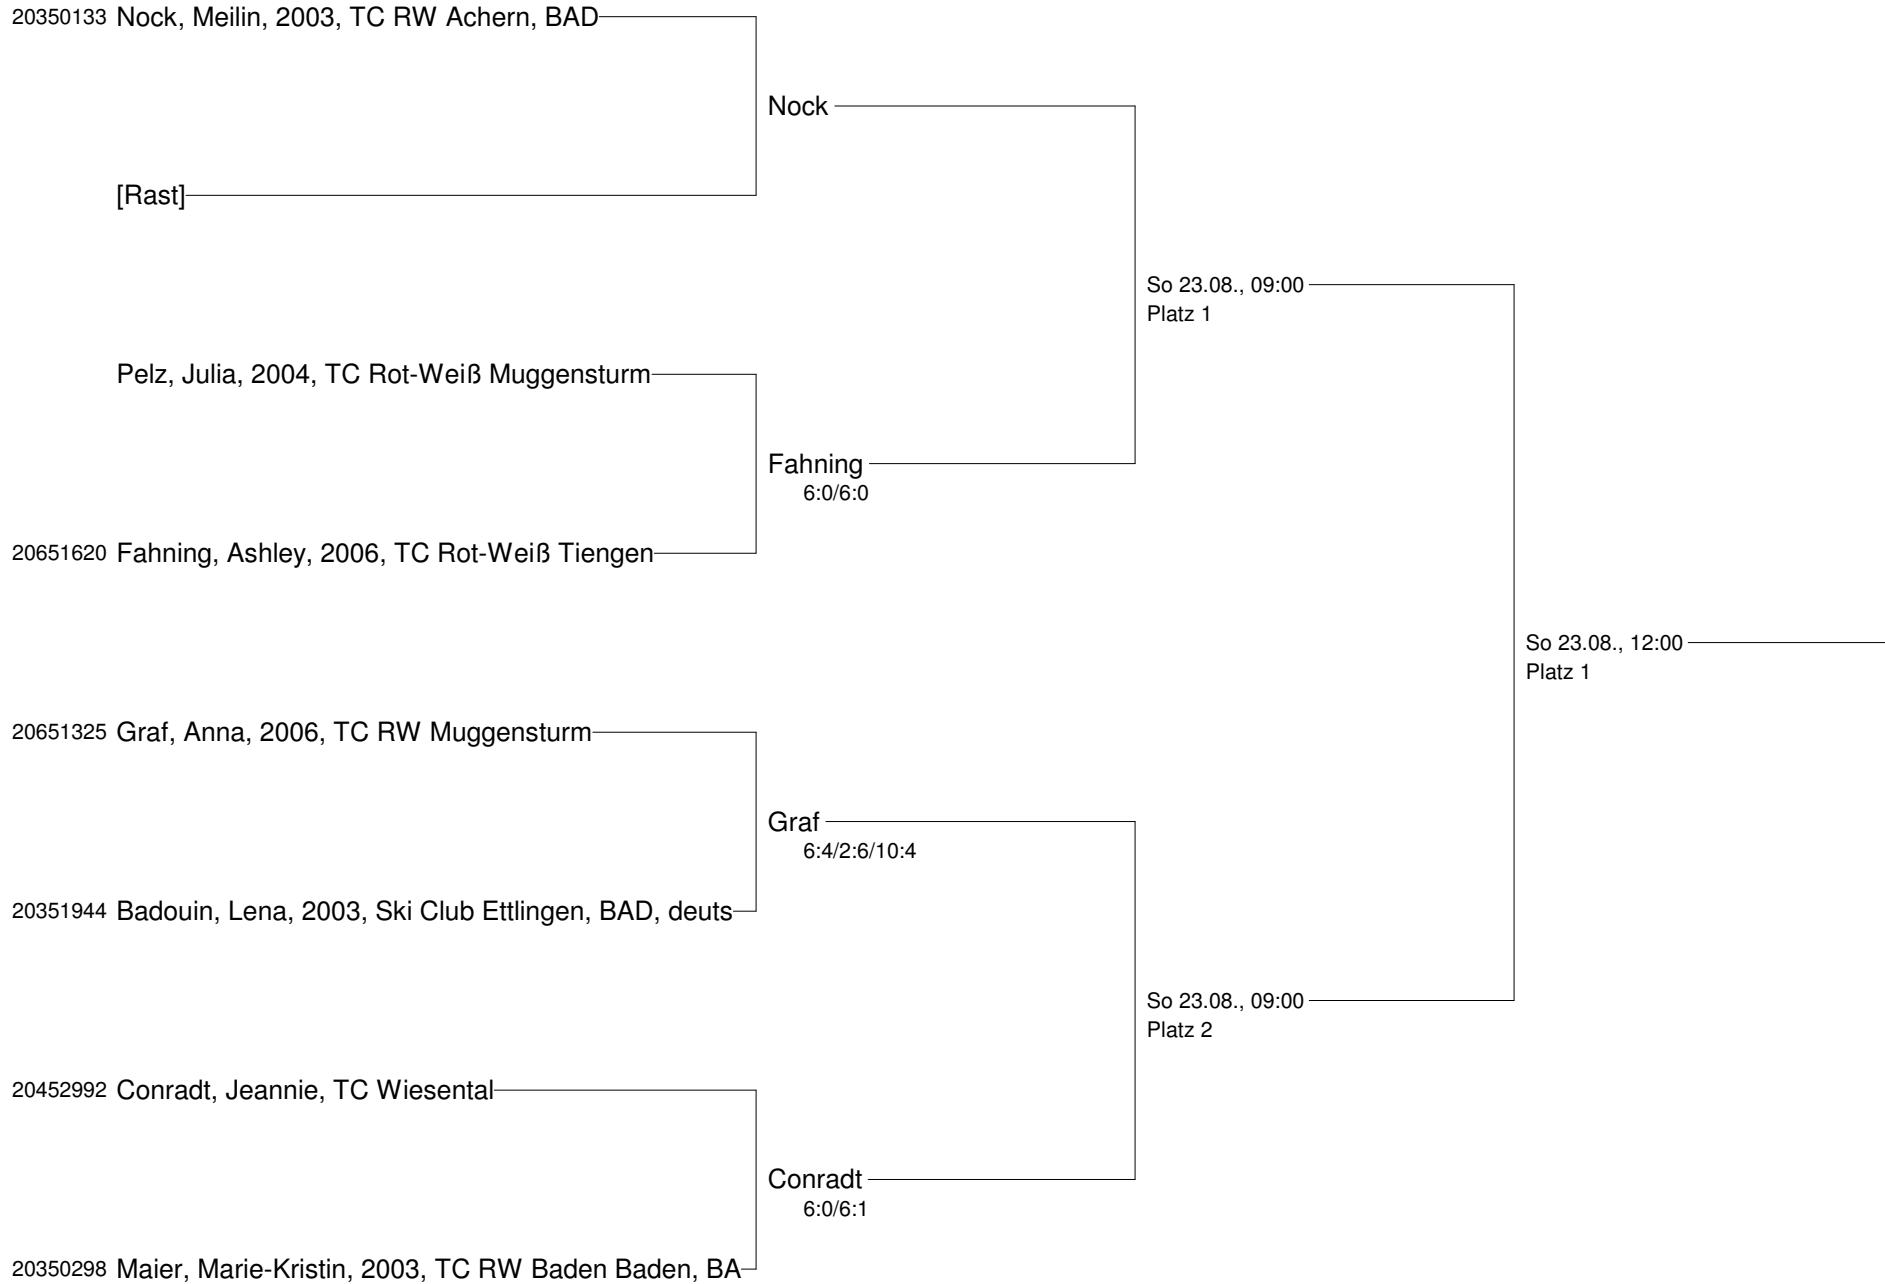 20350133 Nock, Meilin, 2003, TC RW Achern, BAD
Nock
[Rast]
So 23.08., 09:00
Platz 1
Pelz, Julia, 2004, TC Rot-Weiß Muggensturm
Fahning
6:0/6:0
20651620 Fahning, Ashley, 2006, TC Rot-Weiß Tiengen
So 23.08., 12:00
Platz 1
20651325 Graf, Anna, 2006, TC RW Muggensturm
Graf
6:4/2:6/10:4
20351944 Badouin, Lena, 2003, Ski Club Ettlingen, BAD, deuts
So 23.08., 09:00
Platz 2
20452992 Conradt, Jeannie, TC Wiesental
Conradt
6:0/6:1
20350298 Maier, Marie-Kristin, 2003, TC RW Baden Baden, BA